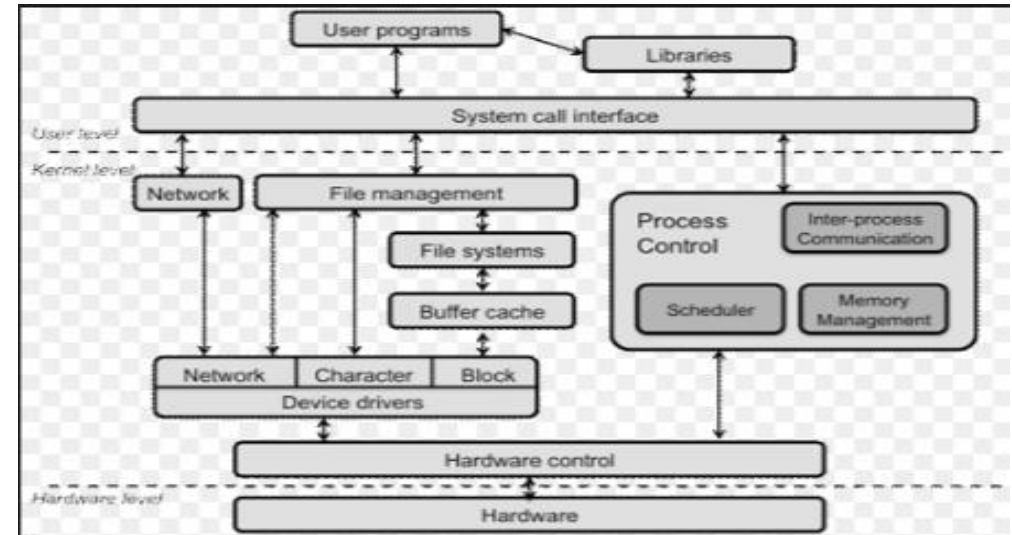 User programs
Libraries
System call interface
User level
Kernel level
Network
File management
Process
Control
Inter-process
Communication
File systems
Buffer cache
Scheduler
Memory
Management
Network Character Block
Device drivers
Hardware control
Hardware level
Hardware